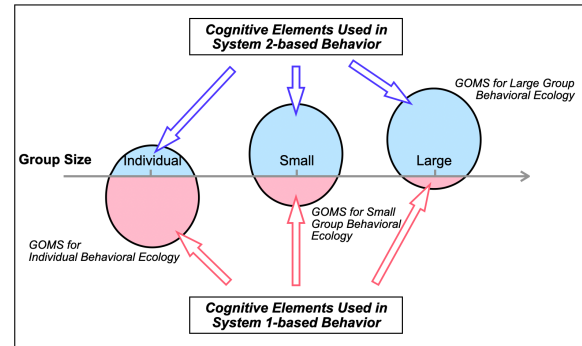 Cognitive Elements Used in
System 2-based Behavior
GOMS for Large Group
Behavioral Ecology
Group Size
Individual
Small
Large
GOMS for Small
Group Behavioral
Ecology
GOMS for
Individual Behavioral Ecology
Cognitive Elements Used in
System 1-based Behavior